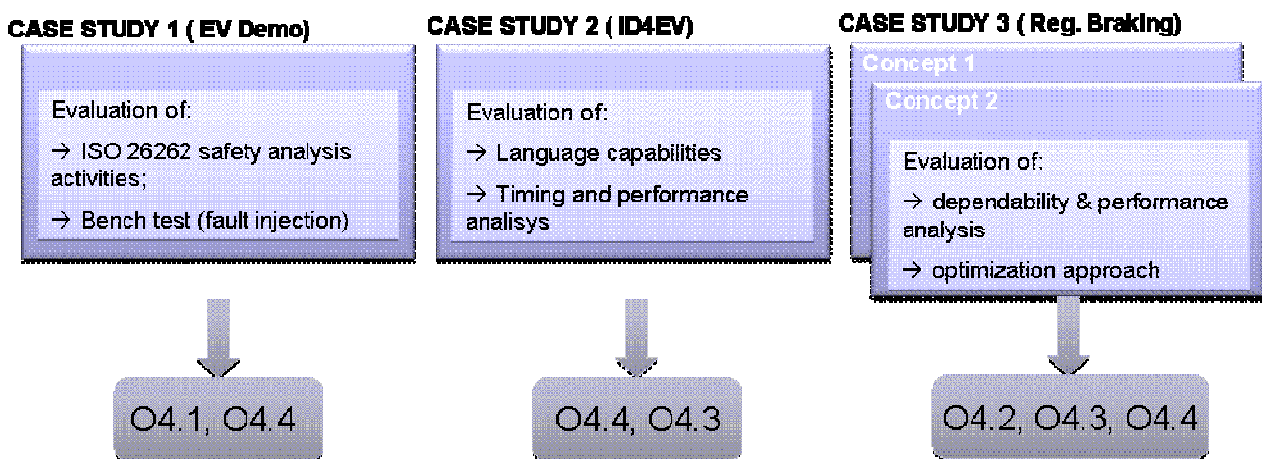 CASE STUDY 1 ( EV Demo)
Evaluation of:
→ ISO 26262 safety analysis
activities;
→ Bench test (fault injection)
O4.1, O4.4
CASE STUDY 2 ( ID4EV)
Evaluation of:
→ Language capabilities
→ Timing and performance
analisys
O4.4, O4.3
CASE STUDY 3 ( Reg. Braking)
Concept 1
Concept 2
Evaluation of:
→ dependability & performance
analysis
→ optimization approach
O4.2, O4.3, O4.4